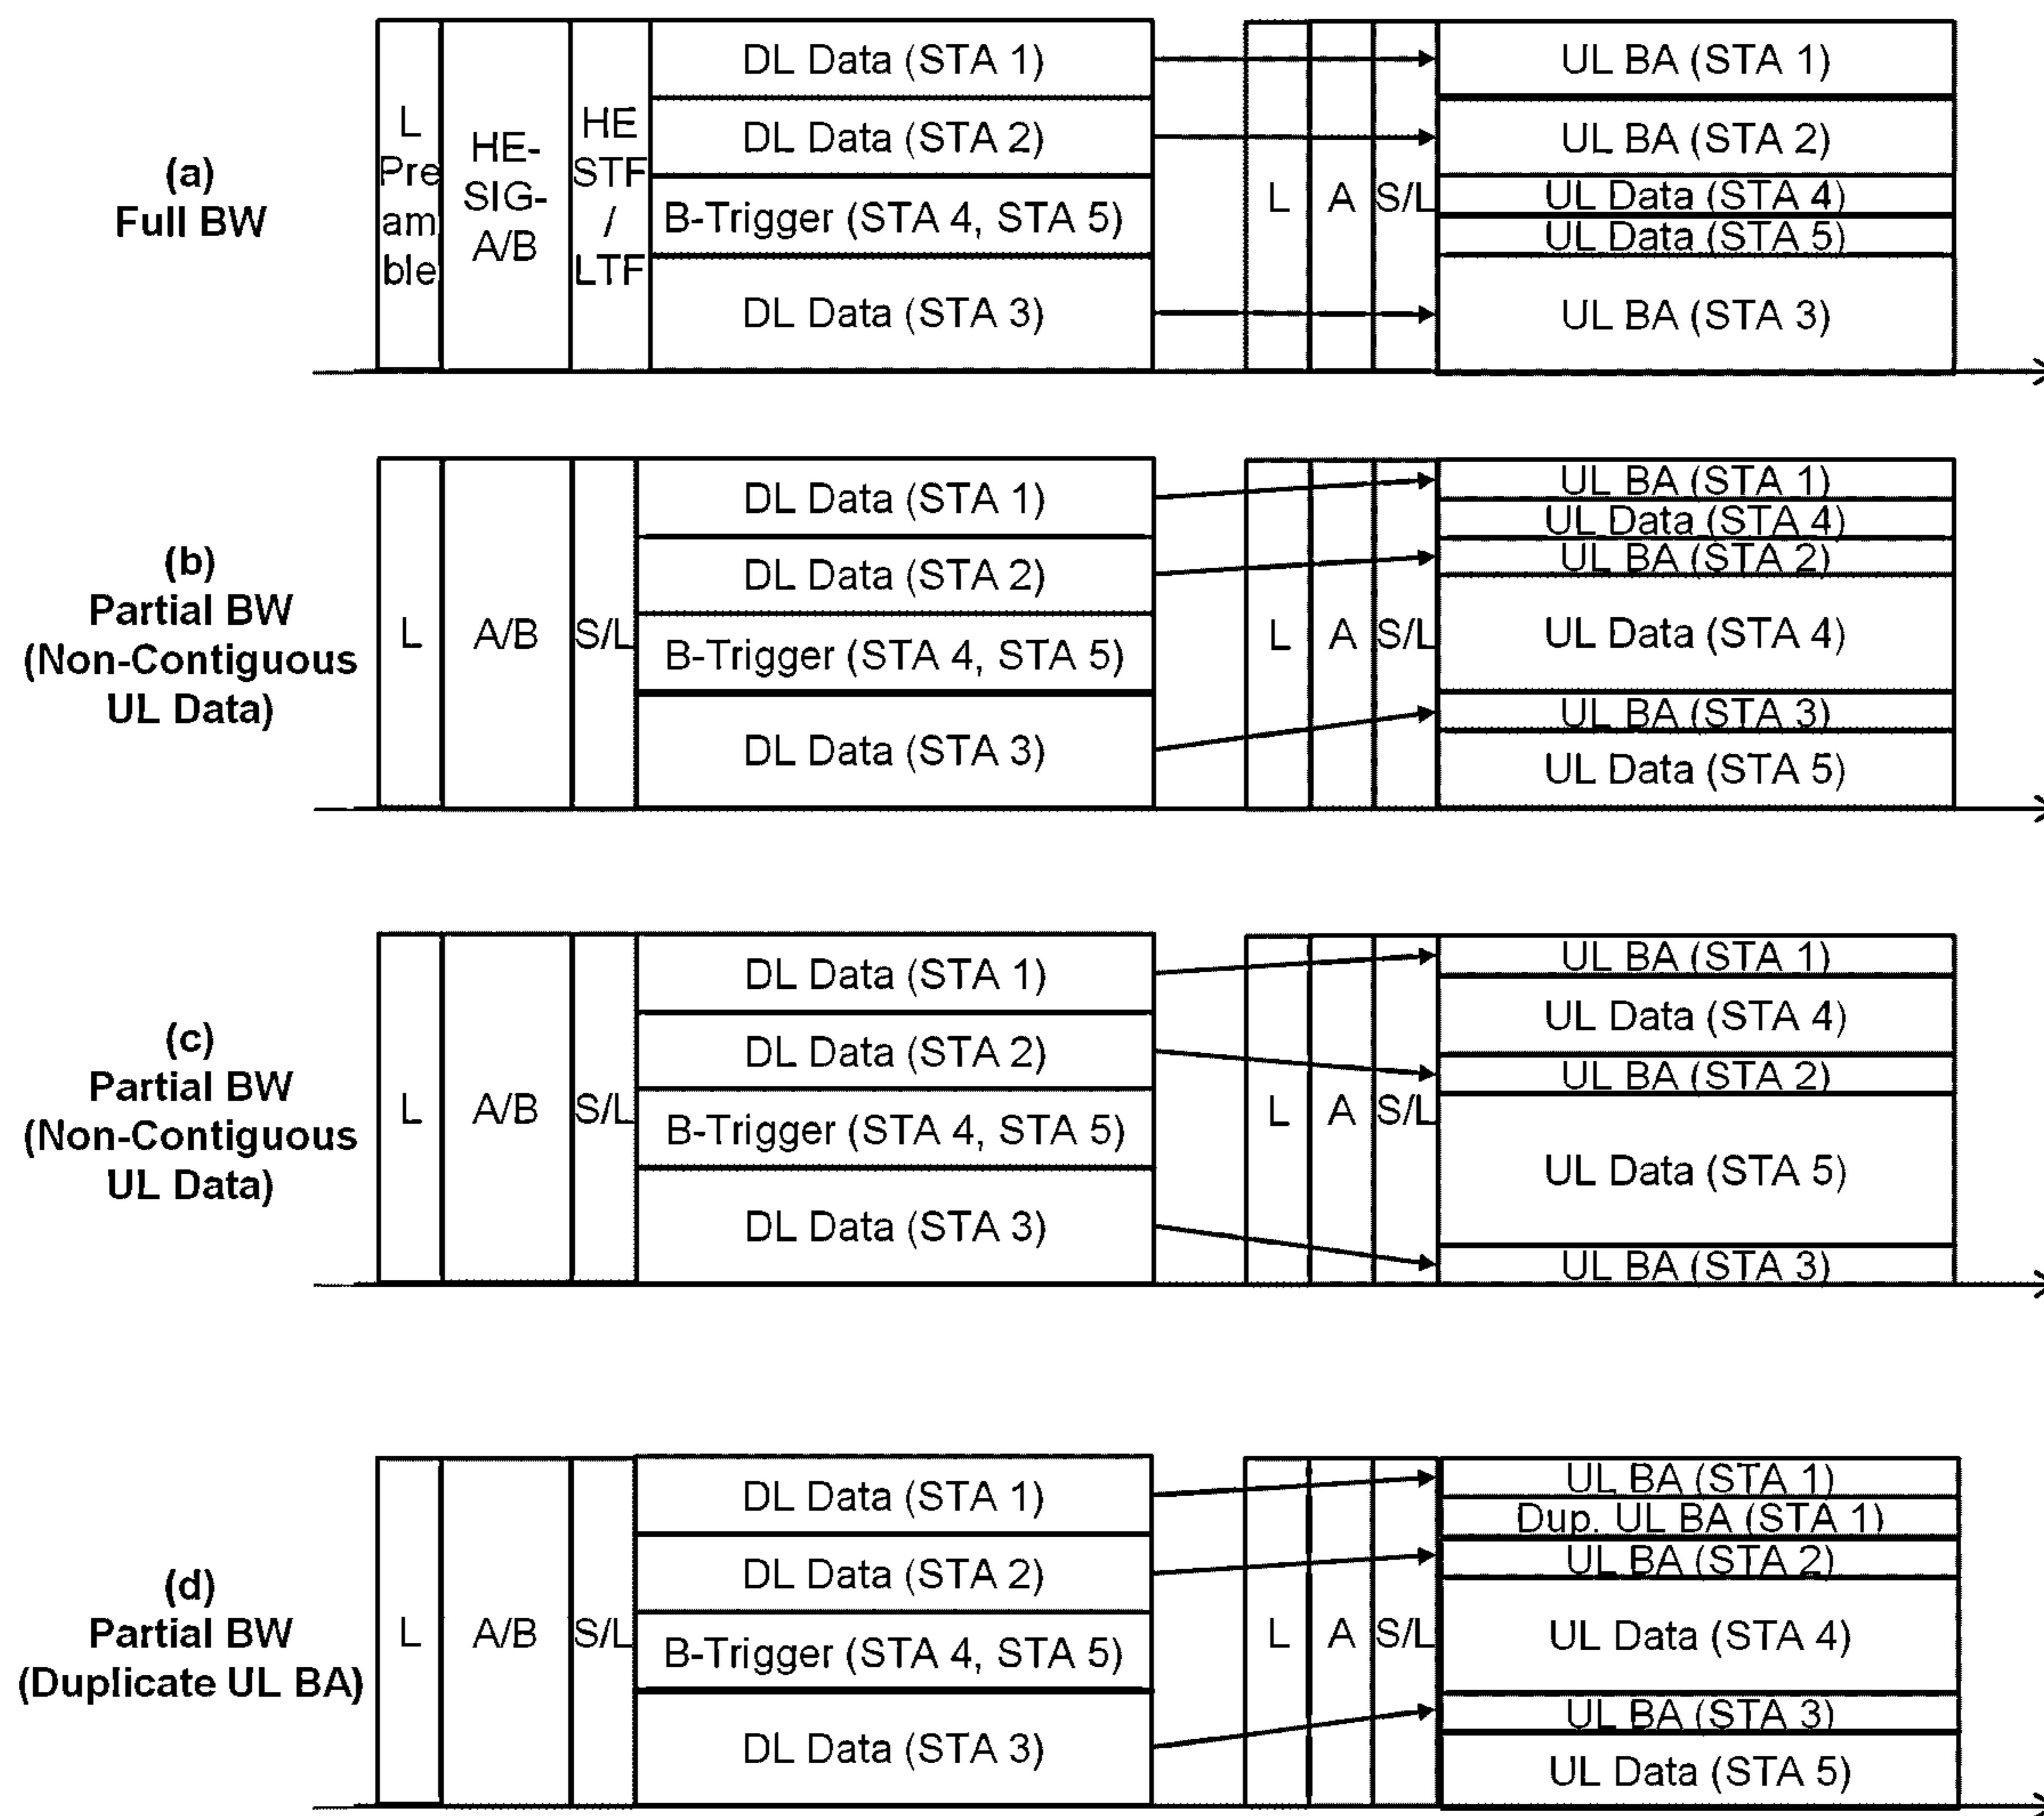 (a)
Full BW
L
Pre
am
ble
HE-
SIG-
A/B
HE
STF
/
LTF
DL Data (STA 1)
DL Data (STA 2)
B-Trigger (STA 4, STA 5)
DL Data (STA 3)
L
A
S/L
UL BA (STA 1)
UL BA (STA 2)
UL Data (STA 4)
UL Data (STA 5)
UL BA (STA 3)
(b)
Partial BW
(Non-Contiguous
UL Data)
L
A/B
S/L
DL Data (STA 1)
DL Data (STA 2)
B-Trigger (STA 4, STA 5)
DL Data (STA 3)
L
A
S/L
UL BA (STA 1)
UL Data (STA 4)
UL BA (STA 2)
UL Data (STA 4)
UL BA (STA 3)
UL Data (STA 5)
(c)
Partial BW
(Non-Contiguous
UL Data)
L
A/B
S/L
DL Data (STA 1)
DL Data (STA 2)
B-Trigger (STA 4, STA 5)
DL Data (STA 3)
L
A
S/L
UL BA (STA 1)
UL Data (STA 4)
UL BA (STA 2)
UL Data (STA 5)
UL BA (STA 3)
(d)
Partial BW
(Duplicate UL BA)
L
A/B
S/L
DL Data (STA 1)
DL Data (STA 2)
B-Trigger (STA 4, STA 5)
DL Data (STA 3)
L
A
S/L
UL BA (STA 1)
Dup. UL BA (STA 1)
UL BA (STA 2)
UL Data (STA 4)
UL BA (STA 3)
UL Data (STA 5)